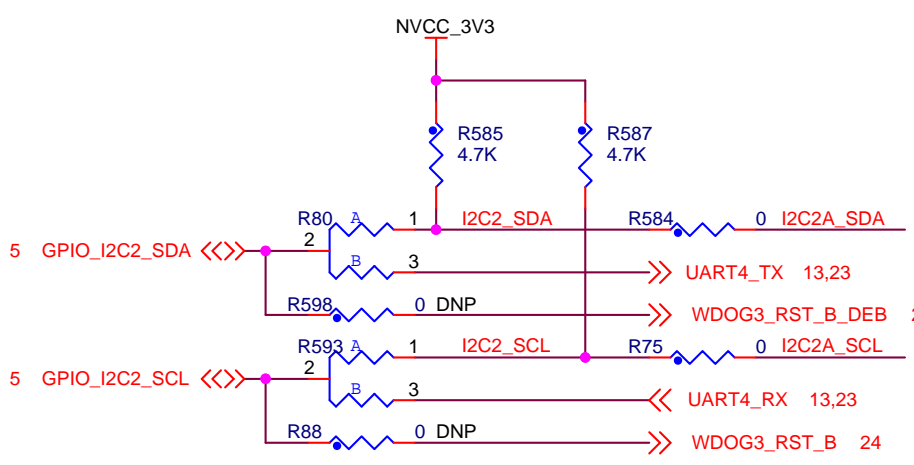 NVCC_3V3
R585 R587
4.7K 4.7K
R80 A 1 I2C2_SDA R584 0 I2C2A_SDA
5 GPIO_I2C2_SDA 2
B 3 UART4_TX 13,23
R598 0 DNP WDOG3_RST_B_DEB
R593 A 1 I2C2_SCL R75 0 I2C2A_SCL
5 GPIO_I2C2_SCL 2
B 3 UART4_RX 13,23
R88 0 DNP WDOG3_RST_B 24